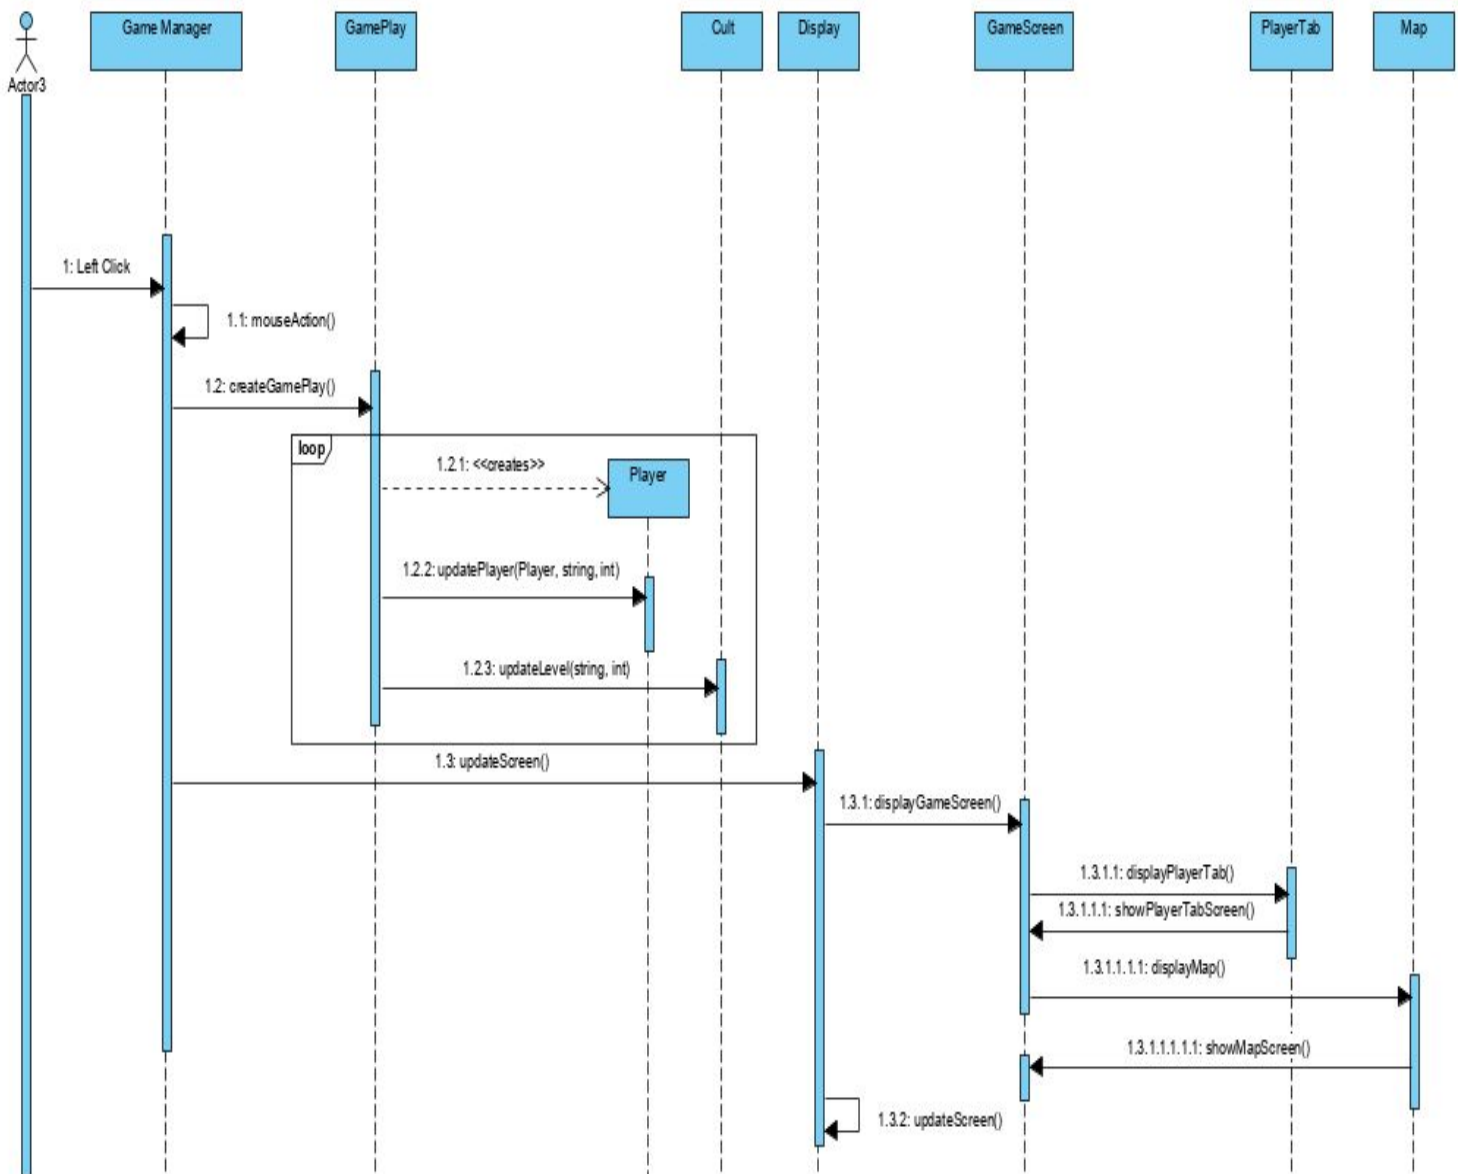 Game Manager
GamePlay
Cult
Display
GameScreen
PlayerTab
Map
Actor3
1: Left Click
1.1: mouseAction()
1.2: createGamePlay()
loop
1.2.1: <<creates>>
Player
1.2.2: updatePlayer(Player, string, int)
1.2.3: updateLevel(string, int)
1.3: updateScreen()
1.3.1: displayGameScreen()
1.3.1.1: displayPlayerTab()
1.3.1.1.1: showPlayerTabScreen()
1.3.1.1.1.1: displayMap()
1.3.1.1.1.1.1: showMapScreen()
1.3.2: updateScreen()